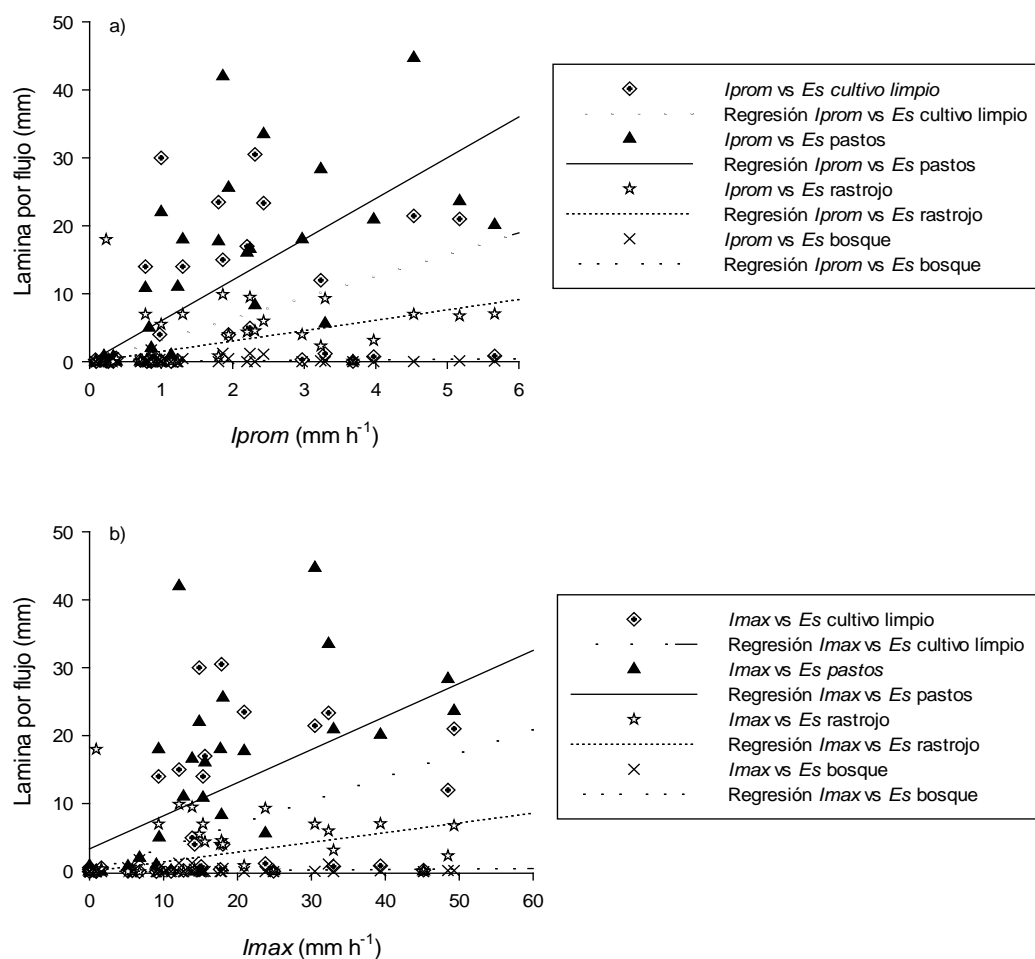 a)
50
40
30
20
10
0
Lamina por flujo (mm)
0 1 2 3 4 5 6
Iprom (mm h-1)
Iprom vs Es cultivo limpio
Regresión Iprom vs Es cultivo limpio
Iprom vs Es pastos
Regresión Iprom vs Es pastos
Iprom vs Es rastrojo
Regresión Iprom vs Es rastrojo
Iprom vs Es bosque
Regresión Iprom vs Es bosque
b)
50
40
30
20
10
0
Lamina por flujo (mm)
0 10 20 30 40 50 60
Imax (mm h-1)
Imax vs Es cultivo limpio
Regresión Imax vs Es cultivo límpio
Imax vs Es pastos
Regresión Imax vs Es pastos
Imax vs Es rastrojo
Regresión Imax vs Es rastrojo
Imax vs Es bosque
Regresión Imax vs Es bosque